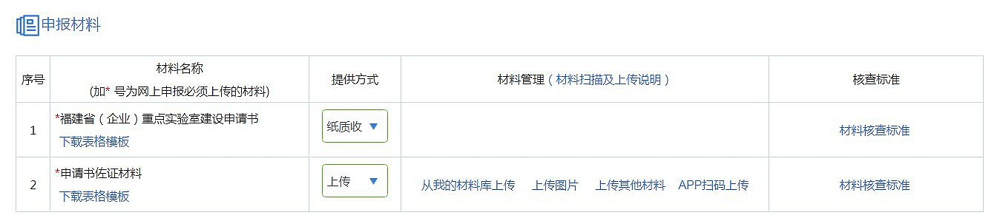 申报材料
序号
材料名称
(加* 号为网上申报必须上传的材料)
提供方式
材料管理（材料扫描及上传说明）
核查标准
1
*福建省（企业）重点实验室建设申请书
下载表格模板
纸质收
材料核查标准
2
*申请书佐证材料
下载表格模板
上传
从我的材料库上传 上传图片 上传其他材料 APP扫码上传
材料核查标准